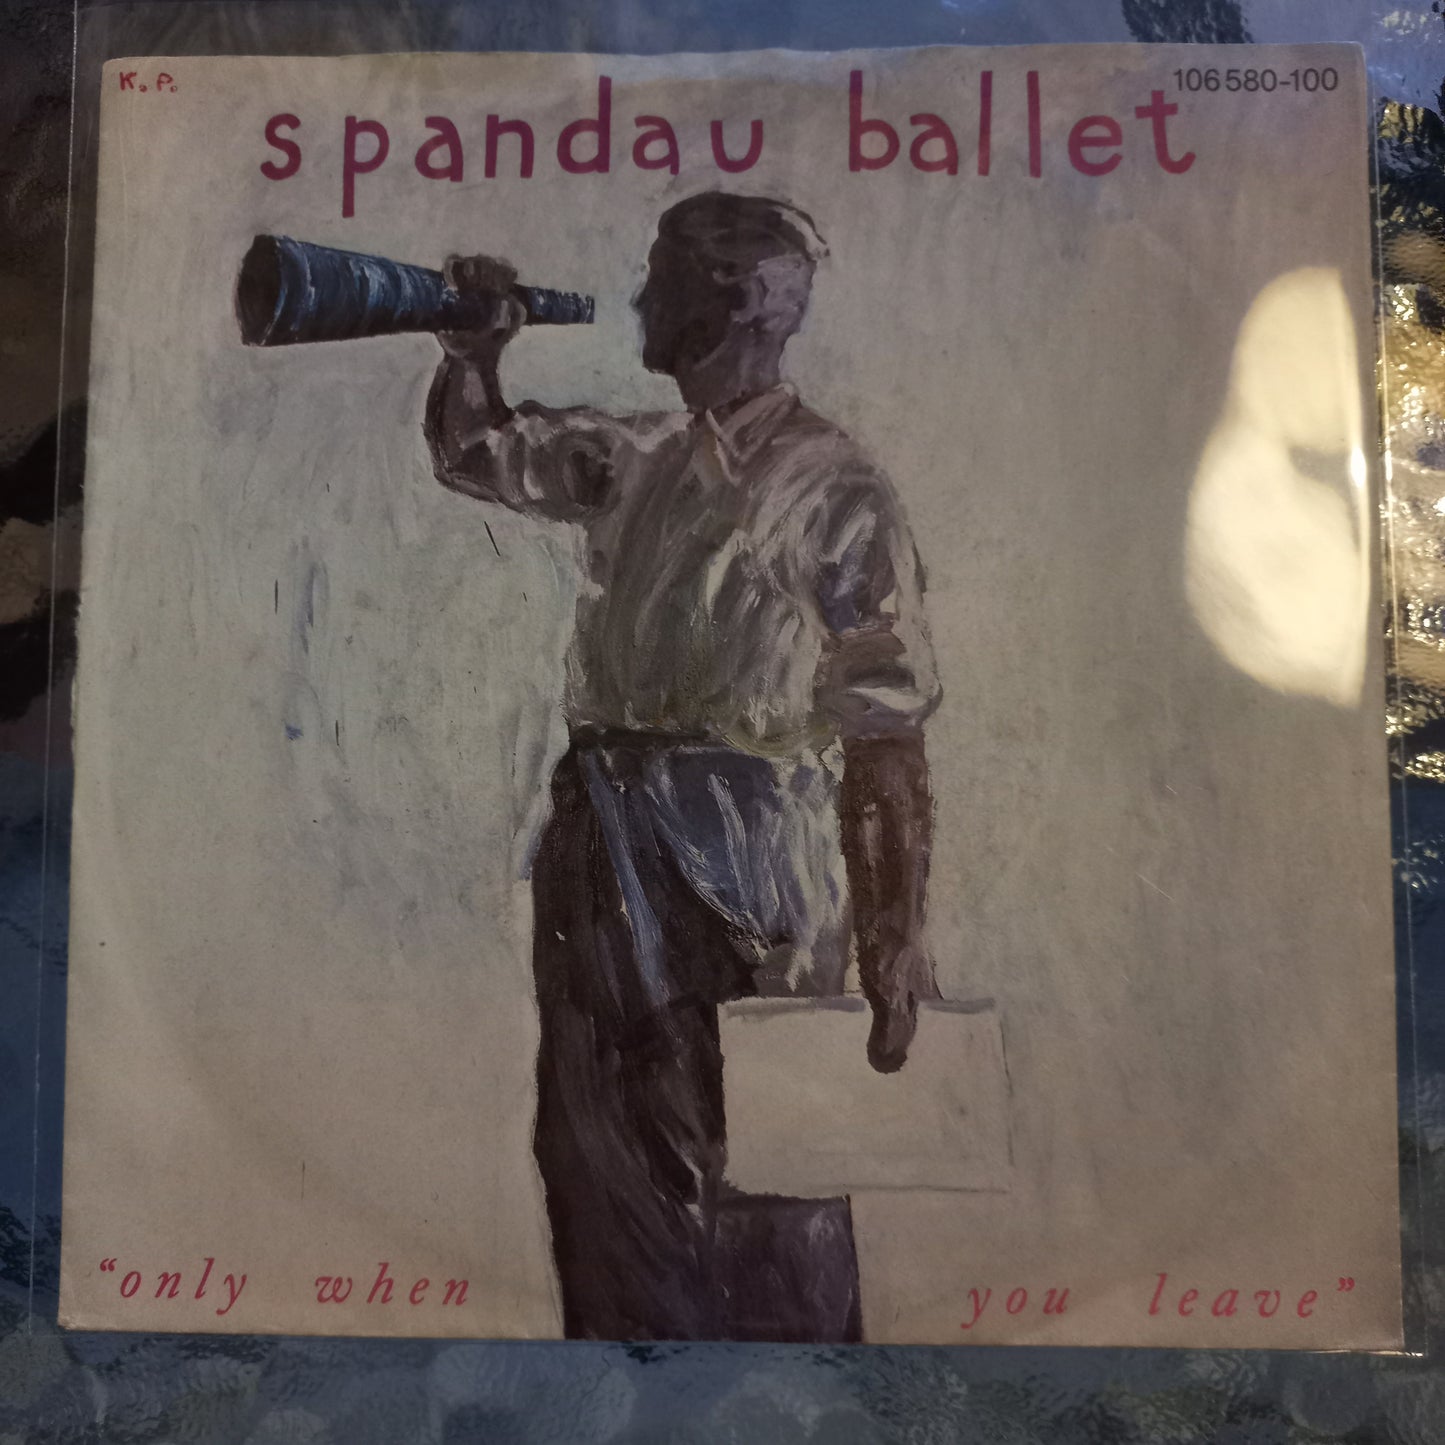 K. P.
106 580-100
spandau ballet
“only when you leave”